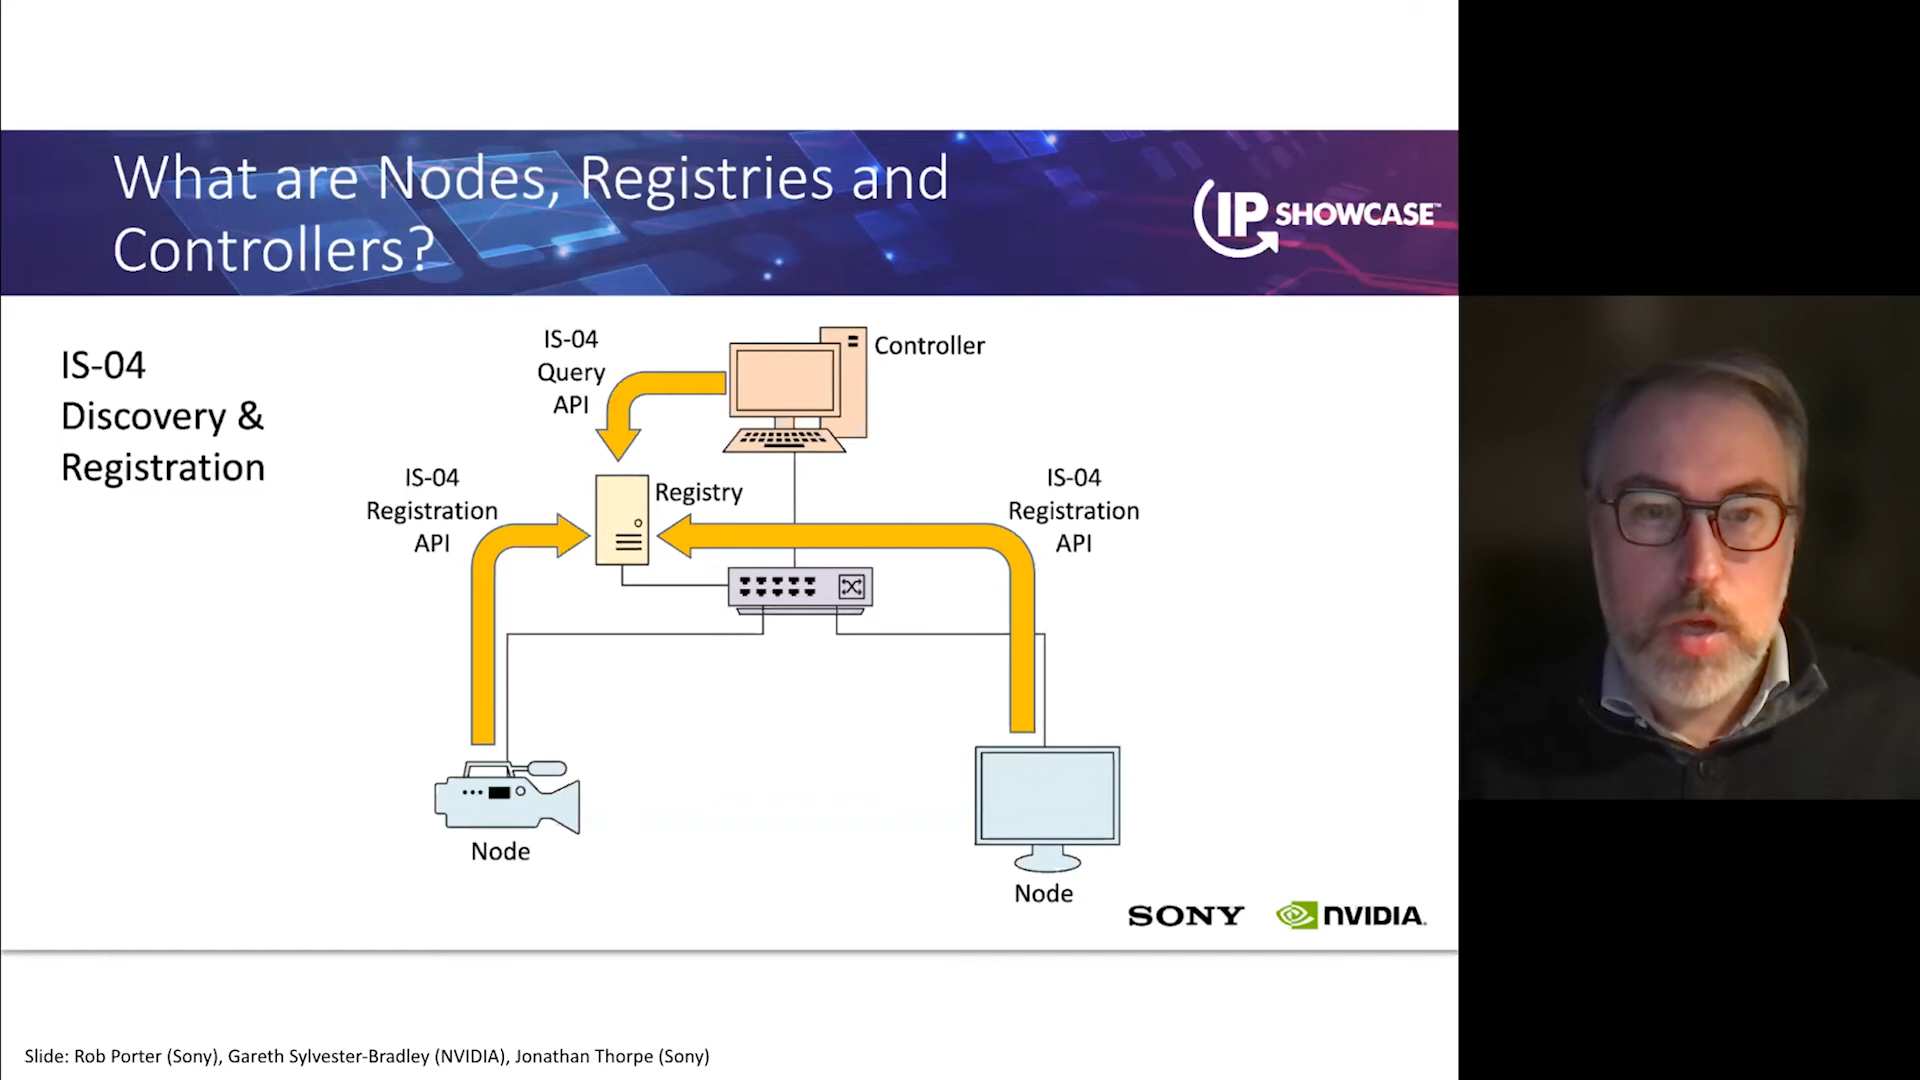 What are Nodes, Registries and
Controllers?
IP SHOWCASE™
IS-04
Discovery &
Registration
IS-04
Query
API
Controller
IS-04
Registration
API
Registry
IS-04
Registration
API
Node
Node
SONY
NVIDIA.
Slide: Rob Porter (Sony), Gareth Sylvester-Bradley (NVIDIA), Jonathan Thorpe (Sony)